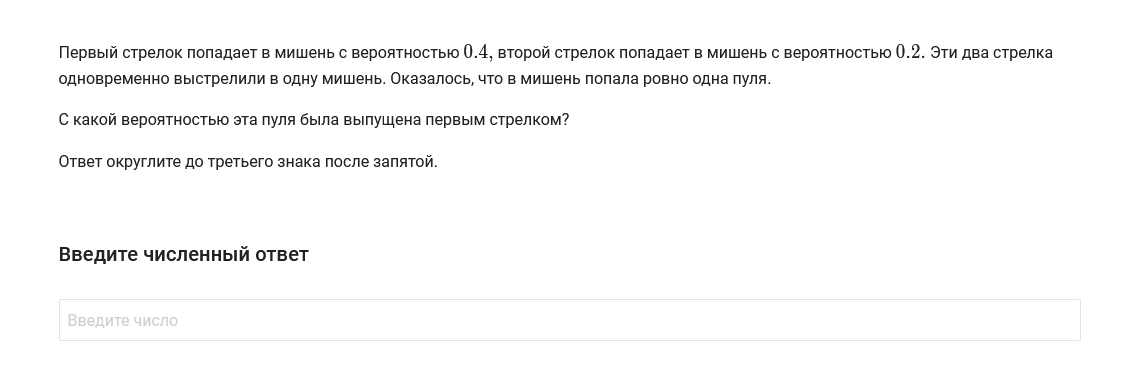 Первый стрелок попадает в мишень с вероятностью 0.4, второй стрелок попадает в мишень с вероятностью 0.2. Эти два стрелка
одновременно выстрелили в одну мишень. Оказалось, что в мишень попала ровно одна пуля.
С какой вероятностью эта пуля была выпущена первым стрелком?
Ответ округлите до третьего знака после запятой.
Введите численный ответ
Введите число